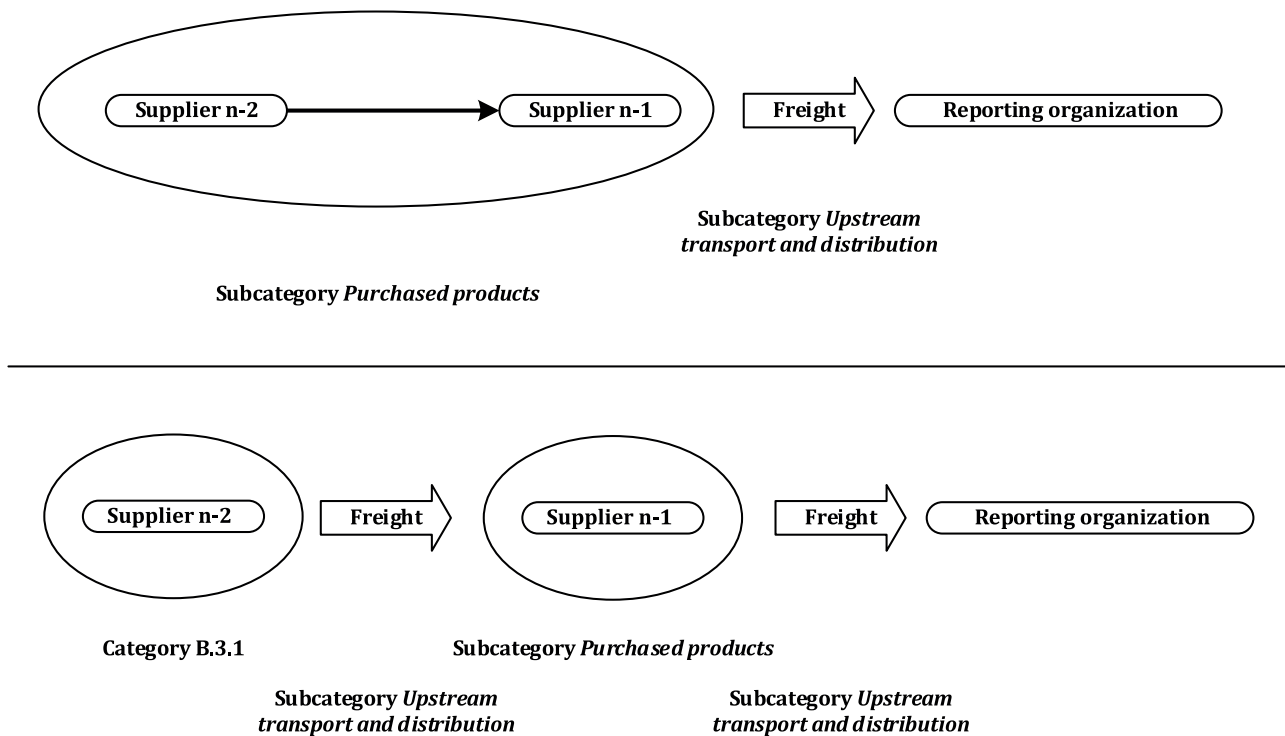 Supplier n-2
Supplier n-1
Freight
Reporting organization
Subcategory Upstream
transport and distribution
Subcategory Purchased products
Supplier n-2
Freight
Supplier n-1
Freight
Reporting organization
Category B.3.1
Subcategory Purchased products
Subcategory Upstream
transport and distribution
Subcategory Upstream
transport and distribution